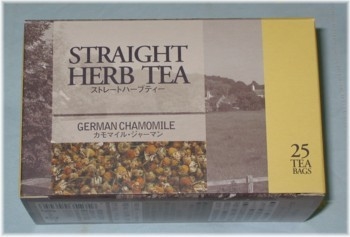 STRAIGHT
HERB TEA
ストレートハーブティー
GERMAN CHAMOMILE
カモマイル・ジャーマン
25
TEA
BAGS